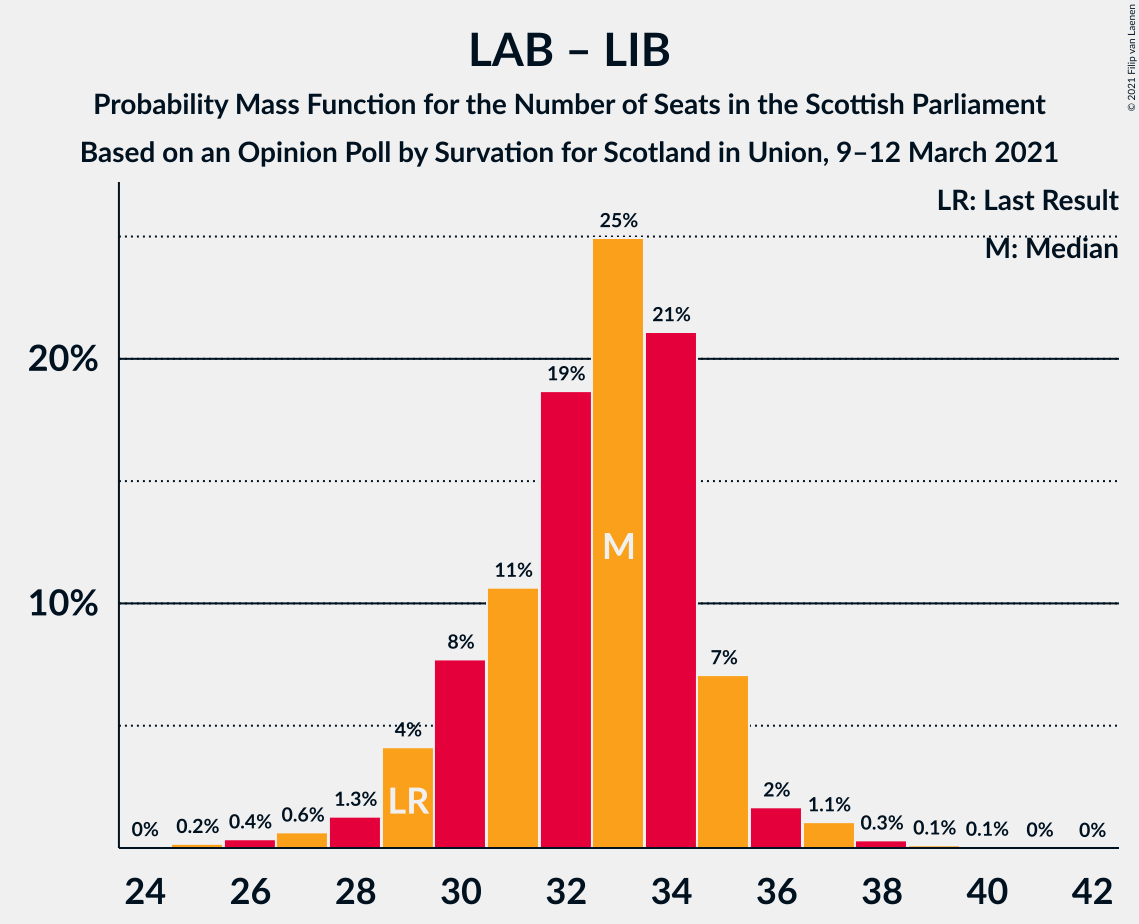 LAB – LIB
Probability Mass Function for the Number of Seats in the Scottish Parliament
Based on an Opinion Poll by Survation for Scotland in Union, 9–12 March 2021
© 2021 Filip van Laenen
LR: Last Result
M: Median
20%
10%
0%
0.2%
0.4%
0.6%
1.3%
4%
8%
11%
19%
25%
21%
7%
2%
1.1%
0.3%
0.1%
0.1%
0%
0%
LR
M
24 26 28 30 32 34 36 38 40 42